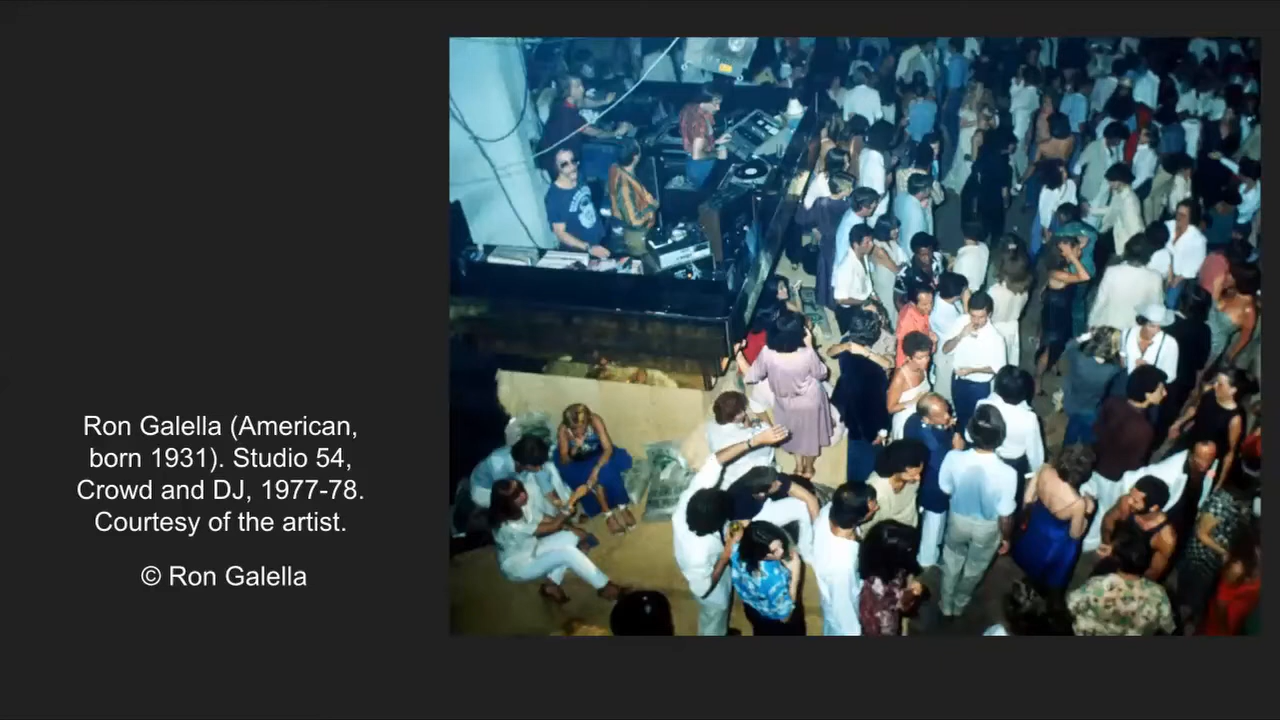 Ron Galella (American,
born 1931). Studio 54,
Crowd and DJ, 1977-78.
Courtesy of the artist.
© Ron Galella